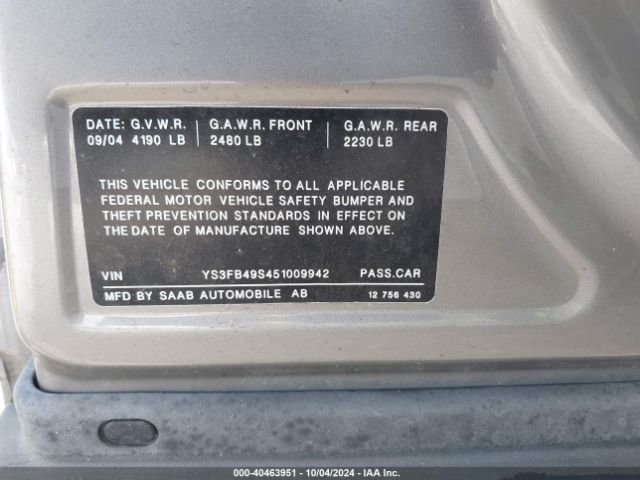 DATE: G.V.W.R. G.A.W.R. FRONT G.A.W.R. REAR
09/04 4190 LB 2480 LB 2230 LB
THIS VEHICLE CONFORMS TO ALL APPLICABLE
FEDERAL MOTOR VEHICLE SAFETY BUMPER AND
THEFT PREVENTION STANDARDS IN EFFECT ON
THE DATE OF MANUFACTURE SHOWN ABOVE.
VIN YS3FB49S451009942 PASS.CAR
MFD BY SAAB AUTOMOBILE AB 12 756 430
000-40463951 - 10/04/2024 - IAA Inc.